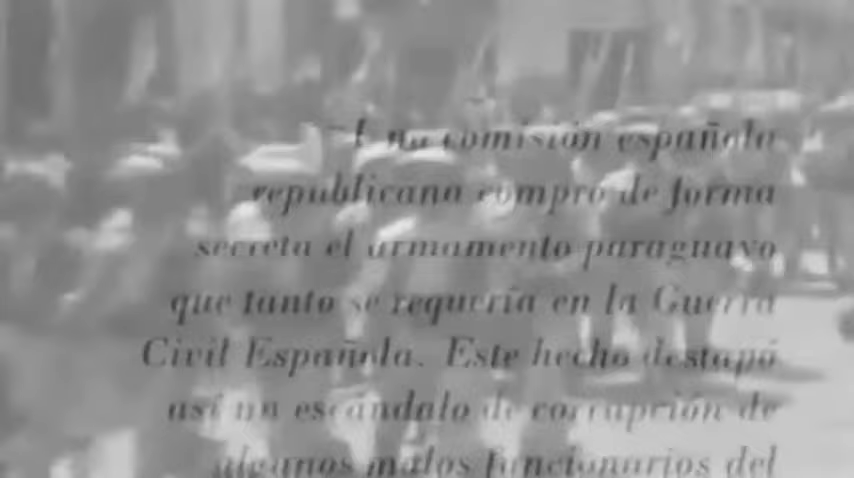 Una comisión española
republicana compró de forma
secreta el armamento paraguayo
que tanto se requería en la Guerra
Civil Española. Este hecho destapó
así un escándalo de corrupción de
algunos malos funcionarios del